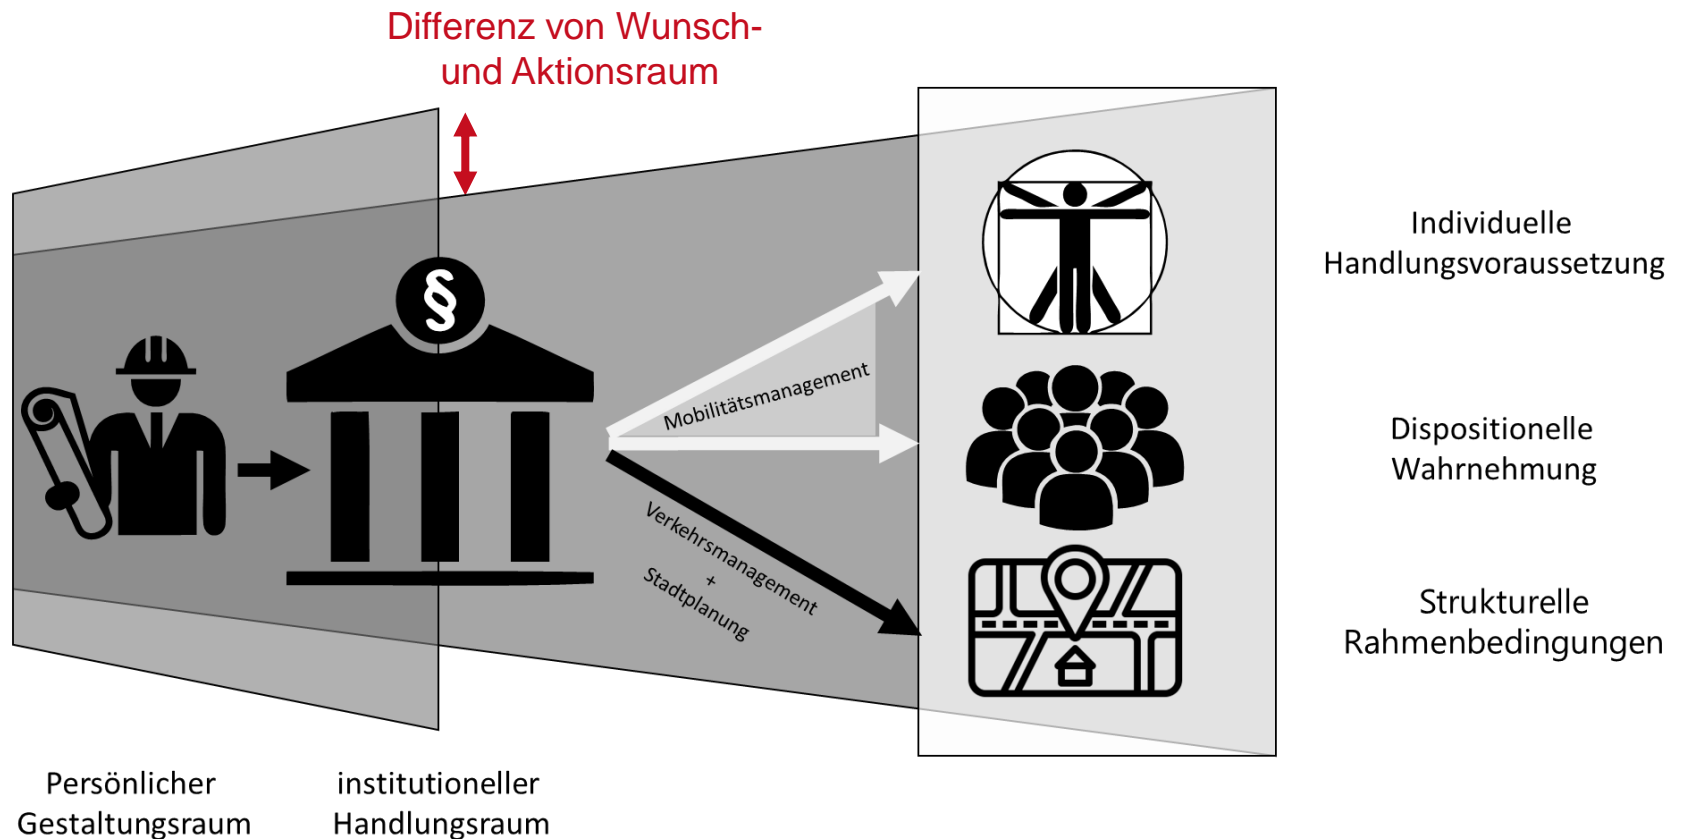 Differenz von Wunsch-
und Aktionsraum
§
Individuelle
Handlungsvoraussetzung
Mobilitätsmanagement
Dispositionelle
Wahrnehmung
Verkehrsmanagement
+
Stadtplanung
Strukturelle
Rahmenbedingungen
Persönlicher
Gestaltungsraum
institutioneller
Handlungsraum